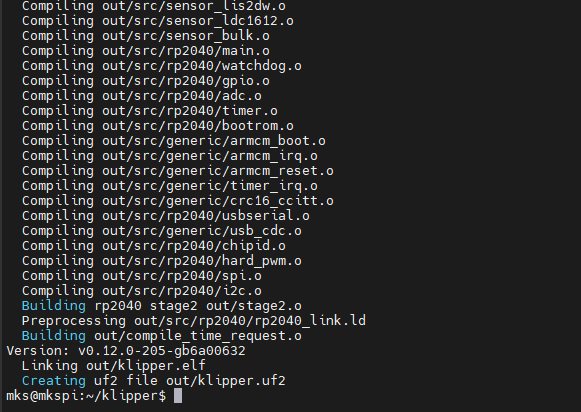 Compiling out/src/sensor_lis2dw.o
Compiling out/src/sensor_ldc1612.o
Compiling out/src/sensor_bulk.o
Compiling out/src/rp2040/main.o
Compiling out/src/rp2040/watchdog.o
Compiling out/src/rp2040/gpio.o
Compiling out/src/rp2040/adc.o
Compiling out/src/rp2040/timer.o
Compiling out/src/rp2040/bootrom.o
Compiling out/src/generic/armcm_boot.o
Compiling out/src/generic/armcm_irq.o
Compiling out/src/generic/armcm_reset.o
Compiling out/src/generic/timer_irq.o
Compiling out/src/generic/crc16_ccitt.o
Compiling out/src/rp2040/usbserial.o
Compiling out/src/generic/usb_cdc.o
Compiling out/src/rp2040/chipid.o
Compiling out/src/rp2040/hard_pwm.o
Compiling out/src/rp2040/spi.o
Compiling out/src/rp2040/i2c.o
Building rp2040 stage2 out/stage2.o
Preprocessing out/src/rp2040/rp2040_link.ld
Building out/compile_time_request.o
Version: v0.12.0-205-gb6a00632
Linking out/klipper.elf
Creating uf2 file out/klipper.uf2
mks@mkspi:~/klipper$